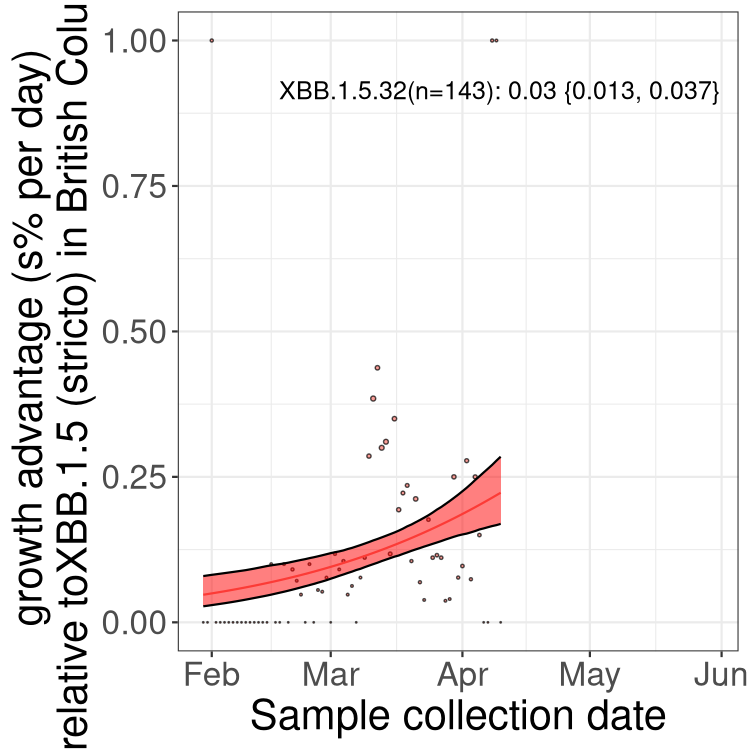 growth advantage (s% per day)
relative toXBB.1.5 (stricto) in British Colu
1.00
0.75
0.50
0.25
0.00
XBB.1.5.32(n=143): 0.03 {0.013, 0.037}
Feb Mar Apr May Jun
Sample collection date